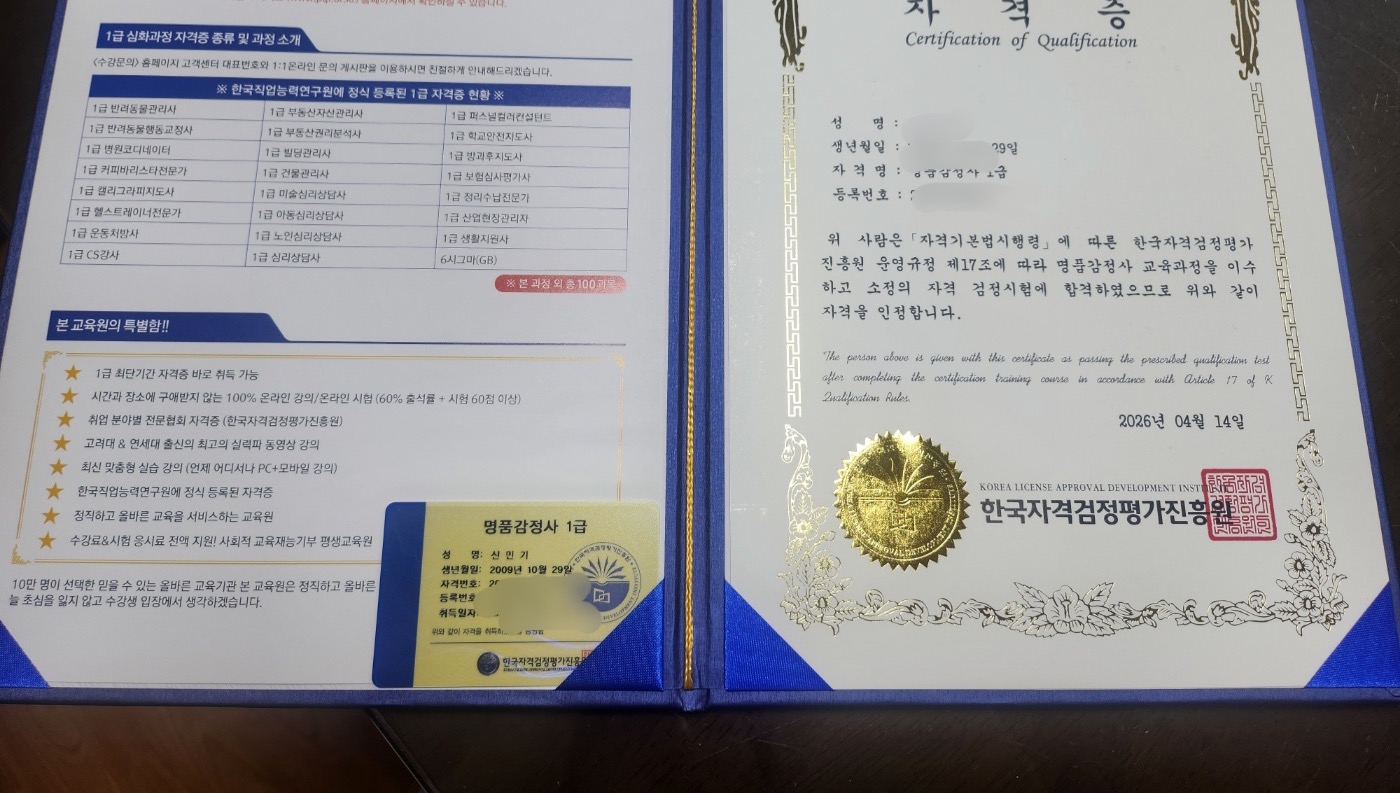 홈페이지에서 확인하실 수 있습니다.
1급 심화과정 자격증 종류 및 과정 소개
<수강문의> 홈페이지 고객센터 대표번호와 1:1온라인 문의 게시판을 이용하시면 친절하게 안내해드리겠습니다.
※ 한국직업능력연구원에 정식 등록된 1급 자격증 현황 ※
1급 반려동물관리사 1급 부동산자산관리사 1급 퍼스널컬러컨설턴트
1급 반려동물행동교정사 1급 부동산권리분석사 1급 학교안전지도사
1급 병원코디네이터 1급 빌딩관리사 1급 방과후지도사
1급 커피바리스타전문가 1급 건물관리사 1급 보험심사평가사
1급 캘리그라피지도사 1급 미술심리상담사 1급 정리수납전문가
1급 헬스트레이너전문가 1급 아동심리상담사 1급 산업현장관리자
1급 운동처방사 1급 노인심리상담사 1급 생활지원사
1급 CS강사 1급 심리상담사 6시그마(GB)
※ 본 과정 외 총100과목
본 교육원의 특별함!!
1급 최단기간 자격증 바로 취득 가능
시간과 장소에 구애받지 않는 100% 온라인 강의/온라인 시험 (60% 출석률 + 시험 60점 이상)
취업 분야별 전문협회 자격증 (한국자격검정평가진흥원)
고려대 & 연세대 출신의 최고의 실력파 동영상 강의
최신 맞춤형 실습 강의 (언제 어디서나 PC+모바일 강의)
한국직업능력연구원에 정식 등록된 자격증
정직하고 올바른 교육을 서비스하는 교육원
수강료&시험 응시료 전액 지원! 사회적 교육재능기부 평생교육원
10만 명이 선택한 믿을 수 있는 올바른 교육기관 본 교육원은 정직하고 올바른
늘 초심을 잃지 않고 수강생 입장에서 생각하겠습니다.
명품감정사 1급
성 명: 신 민 기
생년월일: 2009년 10월 29일
자격번호:
등록번호
취득일자
위와 같이 자격을
한국자격검정평가진흥
자 격 증
Certification of Qualification
성 명 :
생년월일 : 29일
자 격 명 : 명품감정사 1급
등록번호 :
위 사람은「자격기본법시행령」에 따른 한국자격검정평가
진흥원 운영규정 제17조에 따라 명품감정사 교육과정을 이수
하고 소정의 자격 검정시험에 합격하였으므로 위와 같이
자격을 인정합니다.
The person above is given with this certificate as passing the prescribed qualification test
after completing the certification training course in accordance with Article 17 of K
Qualification Rules.
2026년 04월 14일
KOREA LICENSE APPROVAL DEVELOPMENT
한국자격검정평가진흥원